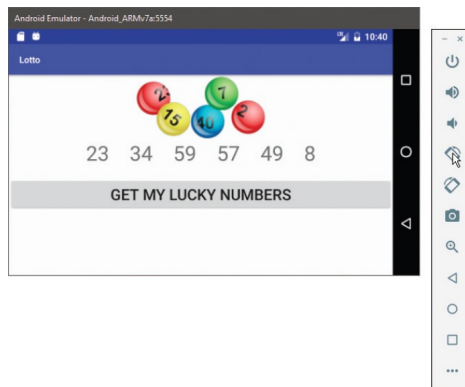 Android Emulator - Android_ARMv7a:5554
10:40
Lotto
7
2
15
40
2
23 34 59 57 49 8
GET MY LUCKY NUMBERS